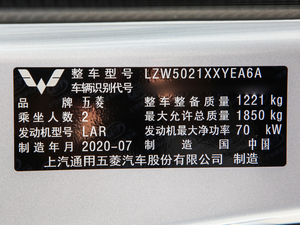 整车型号 LZW5021XXYEA6A
车辆识别代号
品牌 五菱 整车整备质量 1221 kg
乘坐人数 2 最大允许总质量 1850 kg
发动机型号 LAR 发动机最大净功率 70 kW
制造年月 2020-07 制造国 中国
上汽通用五菱汽车股份有限公司 制造